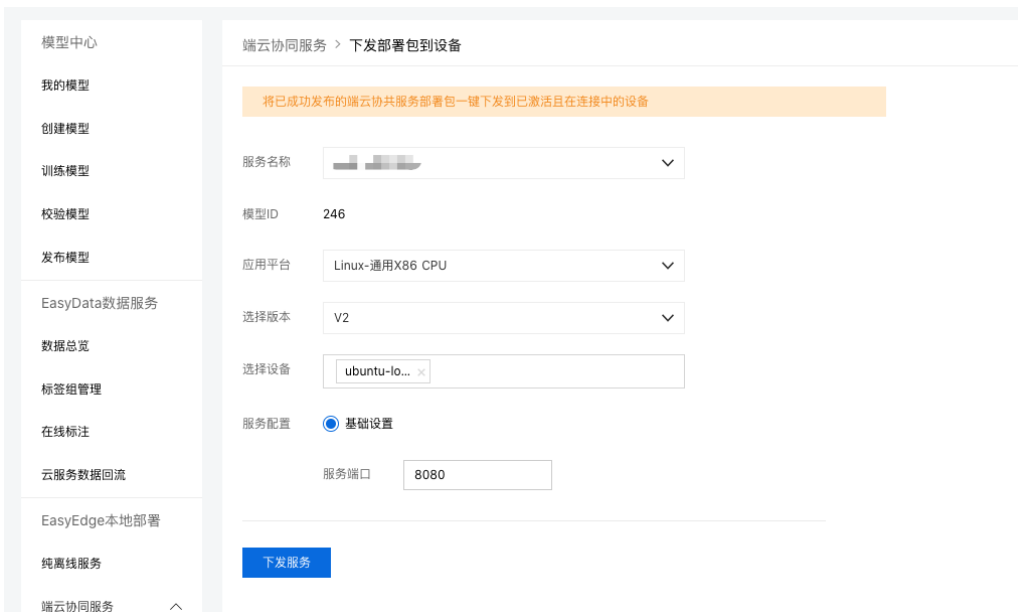 模型中心
我的模型
创建模型
训练模型
校验模型
发布模型
EasyData数据服务
数据总览
标签组管理
在线标注
云服务数据回流
EasyEdge本地部署
纯离线服务
端云协同服务
端云协同服务 > 下发部署包到设备
将已成功发布的端云协共服务部署包一键下发到已激活且在连接中的设备
服务名称
模型ID 246
应用平台 Linux-通用X86 CPU
选择版本 V2
选择设备 ubuntu-lo... ×
服务配置 基础设置
服务端口 8080
下发服务